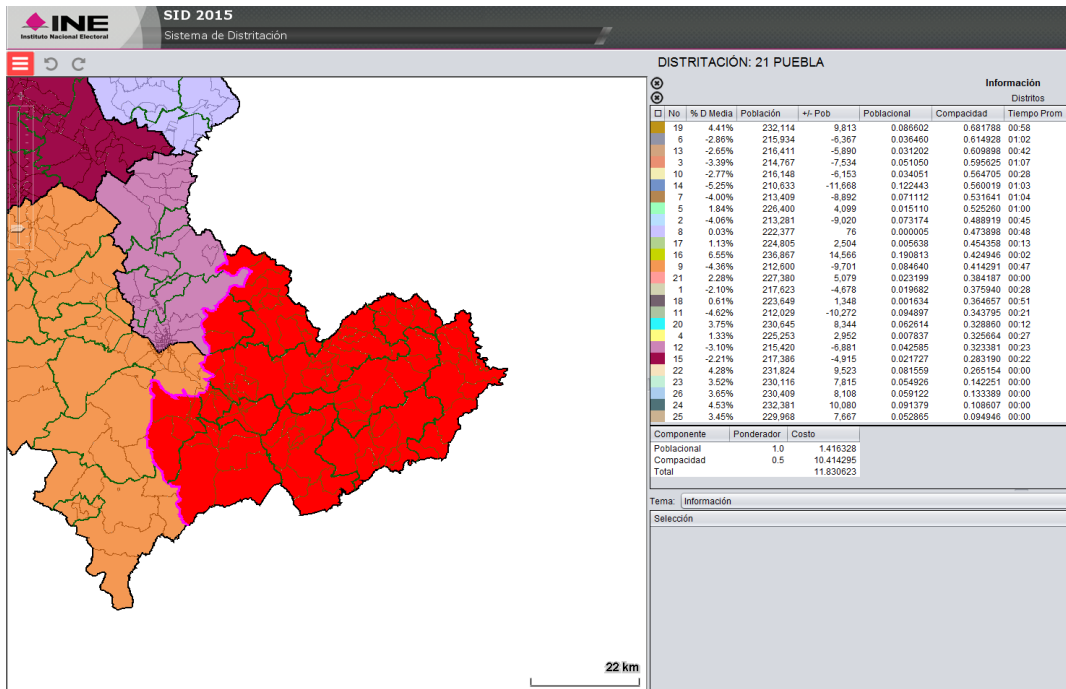 INE
Instituto Nacional Electoral
SID 2015
Sistema de Distritación
DISTRITACIÓN: 21 PUEBLA
Información
Distritos
No % D Media Población +/- Pob Poblacional Compacidad Tiempo Prom
19 4.41% 232,114 9,813 0.086602 0.681788 00:58
6 -2.86% 215,934 -6,367 0.036460 0.614928 01:02
13 -2.65% 216,411 -5,890 0.031202 0.609898 00:42
3 -3.39% 214,767 -7,534 0.051050 0.595625 01:07
10 -2.77% 216,148 -6,153 0.034051 0.564705 00:28
14 -5.25% 210,633 -11,668 0.122443 0.560019 01:03
7 -4.00% 213,409 -8,892 0.071112 0.531641 01:04
5 1.84% 226,400 4,099 0.015110 0.525260 01:00
2 -4.06% 213,281 -9,020 0.073174 0.488919 00:45
8 0.03% 222,377 76 0.000005 0.473898 00:48
17 1.13% 224,805 2,504 0.005638 0.454358 00:13
16 6.55% 236,867 14,566 0.190813 0.424946 00:02
9 -4.36% 212,600 -9,701 0.084640 0.414291 00:47
21 2.28% 227,380 5,079 0.023199 0.384187 00:00
1 -2.10% 217,623 -4,678 0.019682 0.375940 00:28
18 0.61% 223,649 1,348 0.001634 0.364657 00:51
11 -4.62% 212,029 -10,272 0.094897 0.343795 00:21
20 3.75% 230,645 8,344 0.062614 0.328860 00:12
4 1.33% 225,253 2,952 0.007837 0.325664 00:27
12 -3.10% 215,420 -6,881 0.042585 0.323381 00:23
15 -2.21% 217,386 -4,915 0.021727 0.283190 00:22
22 4.28% 231,824 9,523 0.081559 0.265154 00:00
23 3.52% 230,116 7,815 0.054926 0.142251 00:00
26 3.65% 230,409 8,108 0.059122 0.133389 00:00
24 4.53% 232,381 10,080 0.091379 0.108607 00:00
25 3.45% 229,968 7,667 0.052865 0.094946 00:00
Componente Ponderador Costo
Poblacional 1.0 1.416328
Compacidad 0.5 10.414295
Total 11.830623
Tema: Información
Selección
22 km